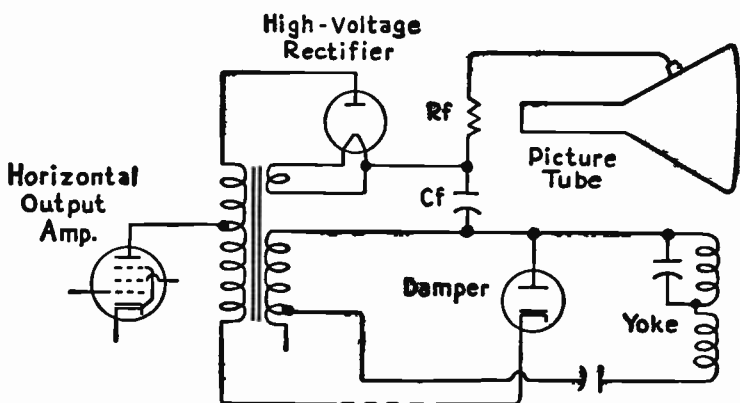 High-Voltage
Rectifier
Rf
Picture
Tube
Horizontal
Output
Amp.
Cf
Damper
Yoke